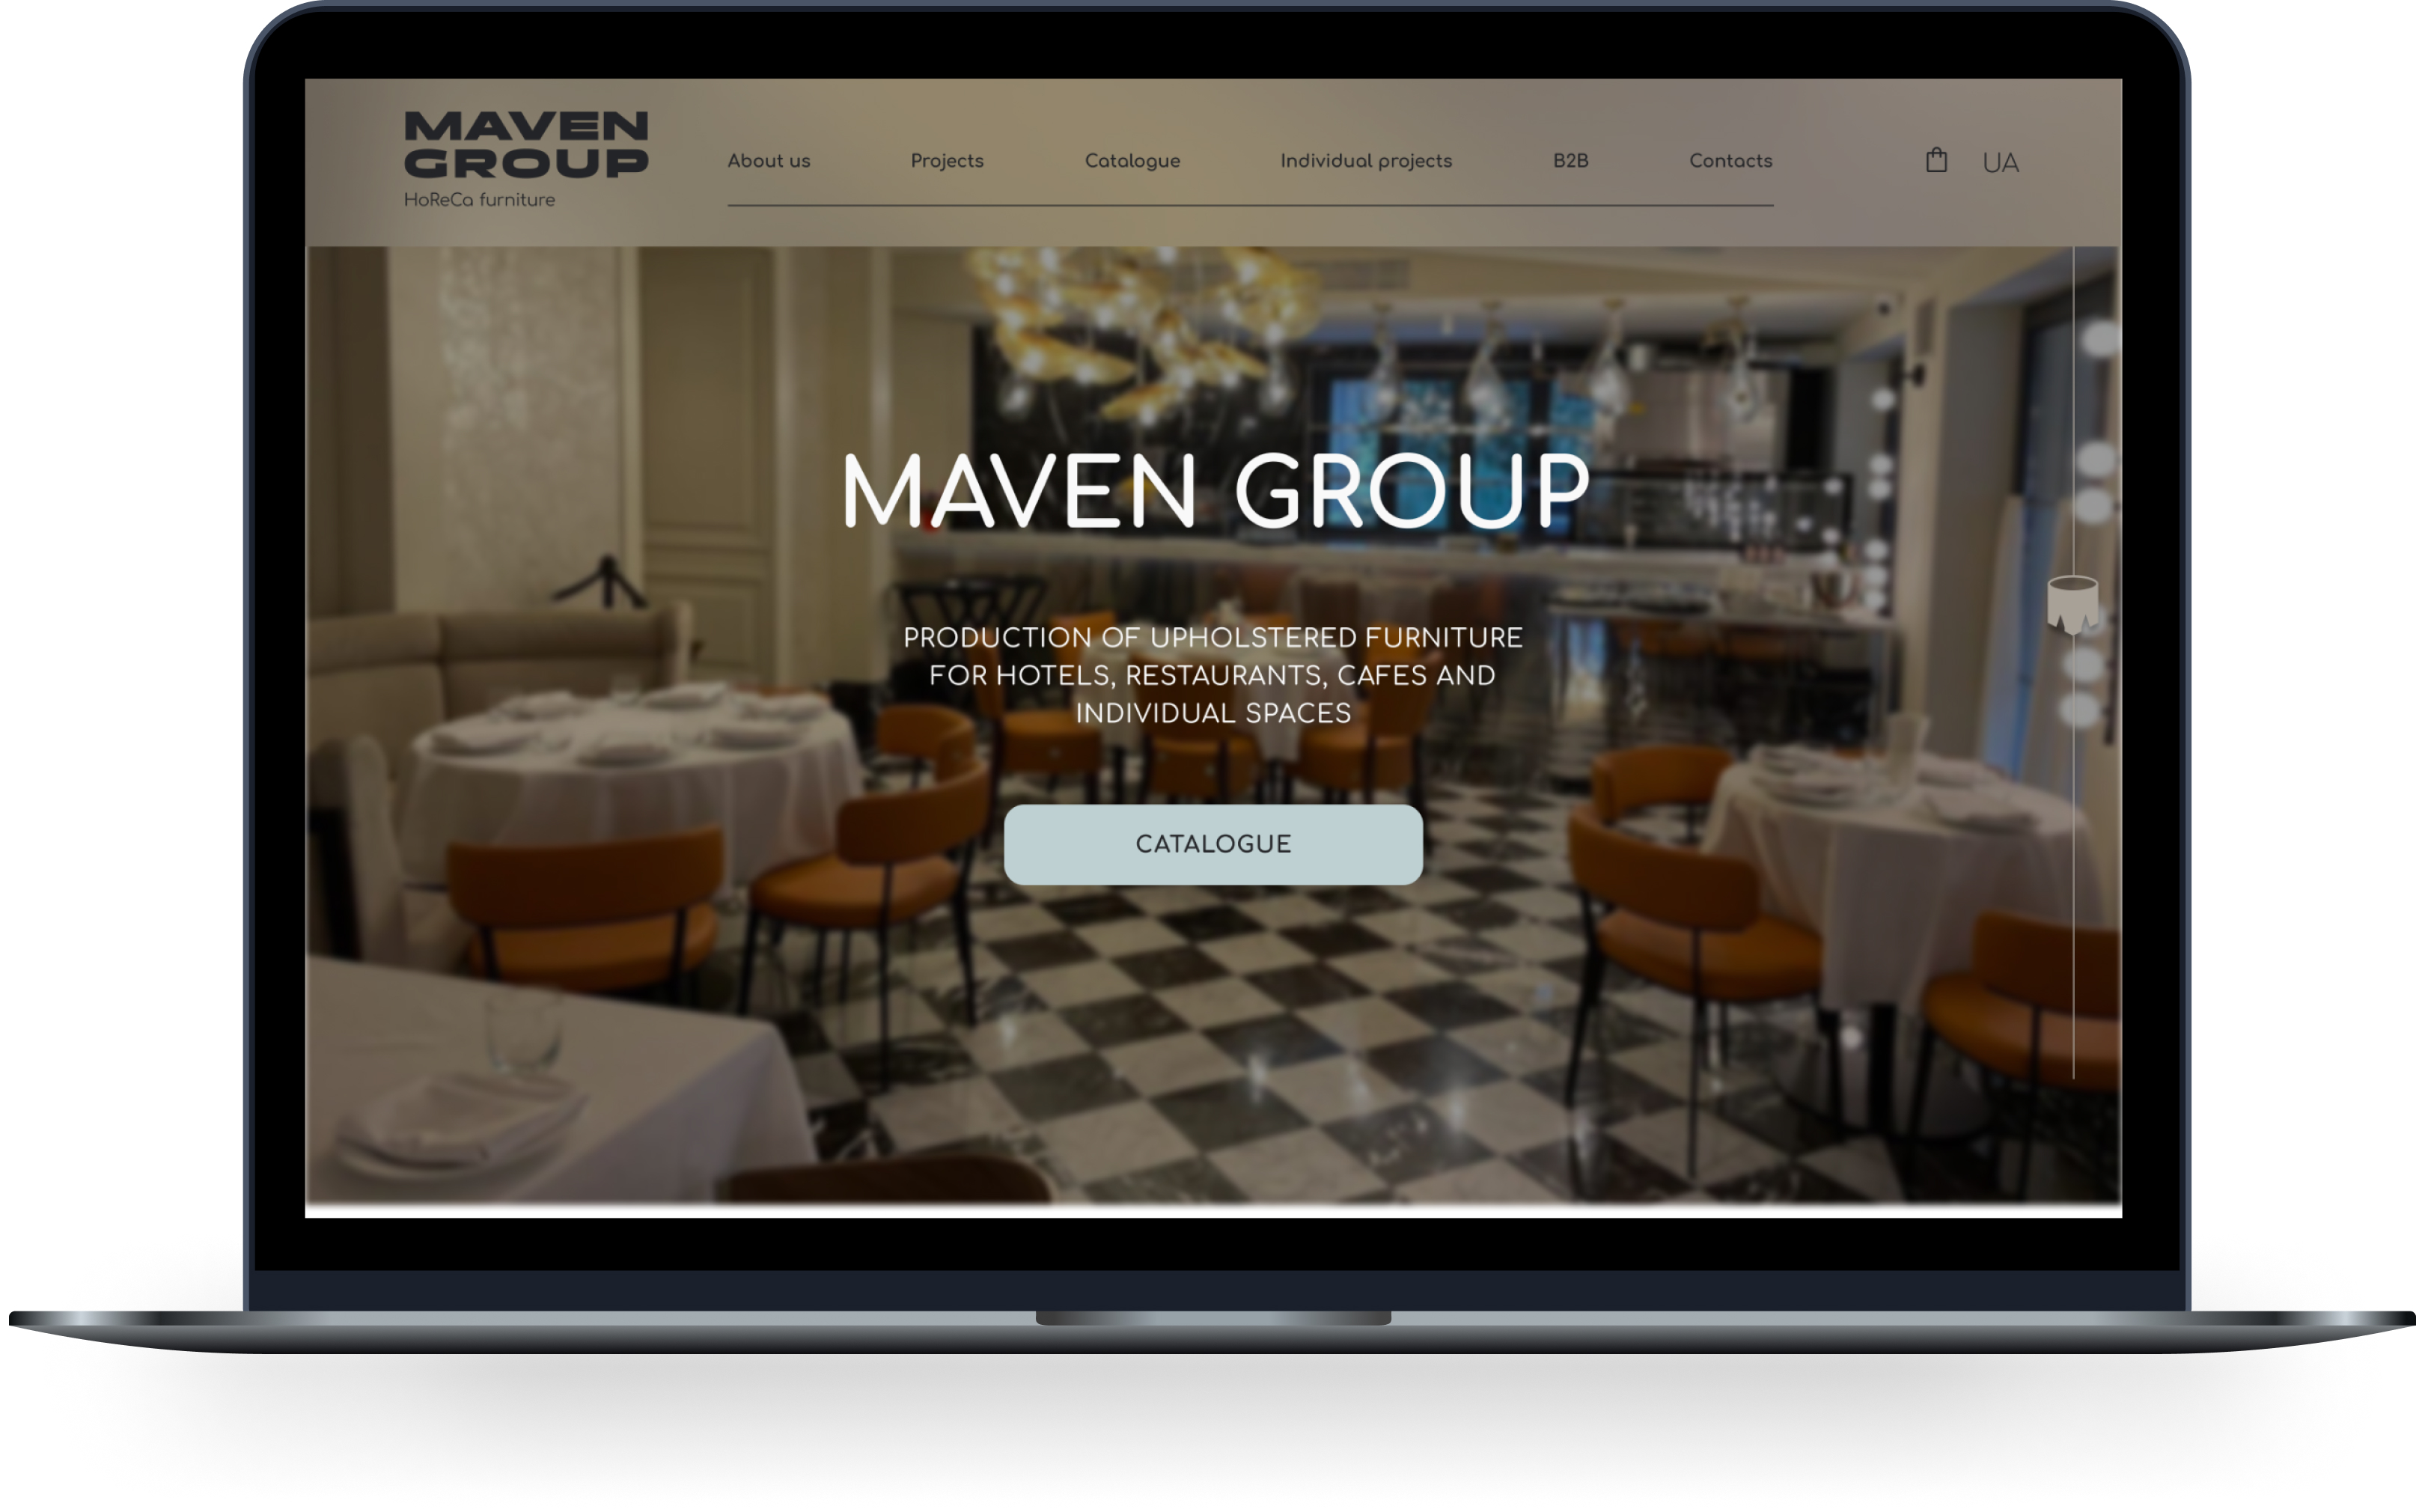 MAVEN
GROUP
HoReCa furniture
About us Projects Catalogue Individual projects B2B Contacts UA
MAVEN GROUP
PRODUCTION OF UPHOLSTERED FURNITURE
FOR HOTELS, RESTAURANTS, CAFES AND
INDIVIDUAL SPACES
CATALOGUE